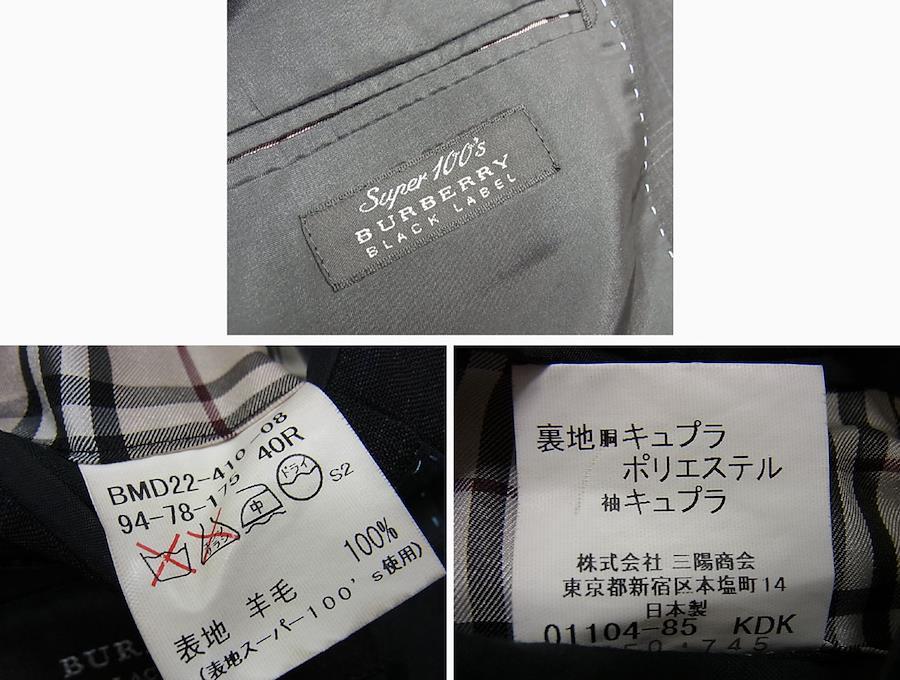 Super 100's
BURBERRY
BLACK LABEL
BMD22-410-08
94-78-175 40R
中
ドライ
S2
表地 羊毛 100%
(表地スーパー100's使用)
BUR
裏地胴キュプラ
ポリエステル
袖キュプラ
株式会社 三陽商会
東京都新宿区本塩町14
日本製
01104-85 KDK